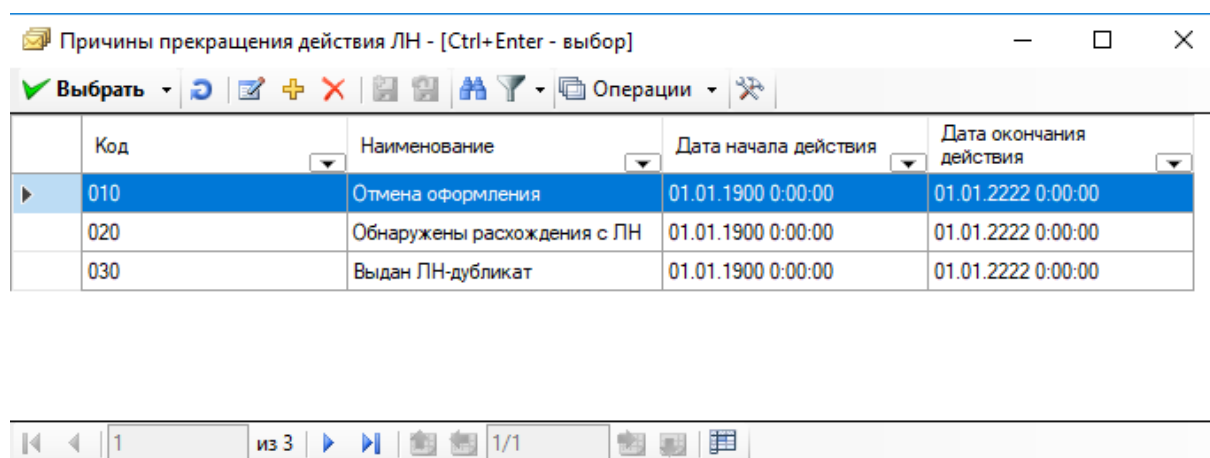 Причины прекращения действия ЛН - [Ctrl+Enter - выбор]
Выбрать Операции
Код Наименование Дата начала действия Дата окончания действия
010 Отмена оформления 01.01.1900 0:00:00 01.01.2222 0:00:00
020 Обнаружены расхождения с ЛН 01.01.1900 0:00:00 01.01.2222 0:00:00
030 Выдан ЛН-дубликат 01.01.1900 0:00:00 01.01.2222 0:00:00
1 из 3 1/1